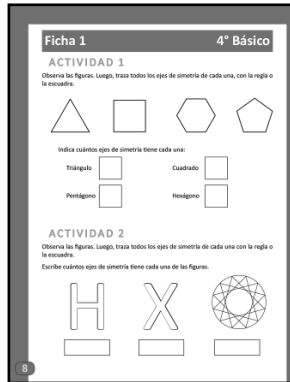 Ficha 1
4° Básico
ACTIVIDAD 1
Observa las figuras. Luego, traza todos los ejes de simetría de cada una, con la regla o
la escuadra.
Indica cuántos ejes de simetría tiene cada una:
Triángulo
Cuadrado
Pentágono
Hexágono
ACTIVIDAD 2
Observa las figuras. Luego, traza todos los ejes de simetría de cada una con la regla o
la escuadra.
Escribe cuántos ejes de simetría tiene cada una de las figuras.
H X
8